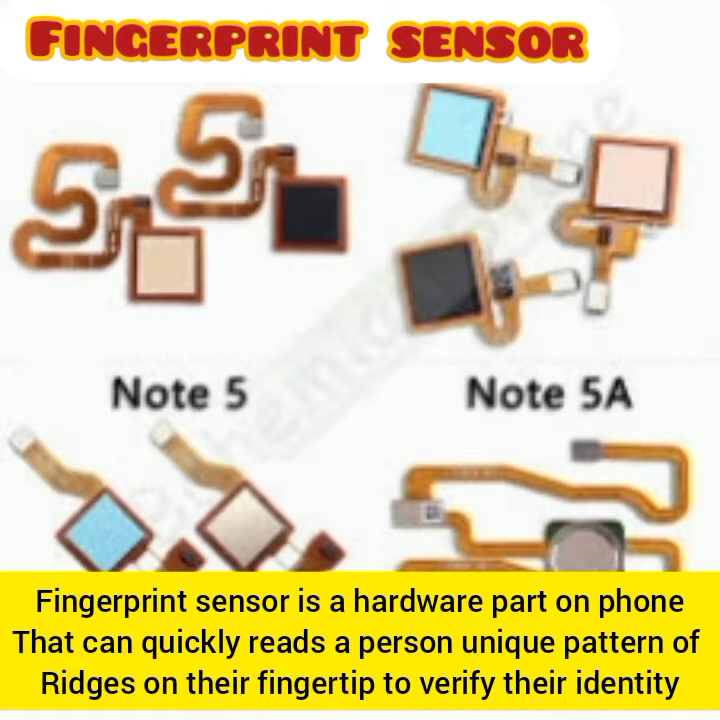 Fingerprint sensor
Note 5
Note 5A
Fingerprint sensor is a hardware part on phone
That can quickly reads a person unique pattern of
Ridges on their fingertip to verify their identity